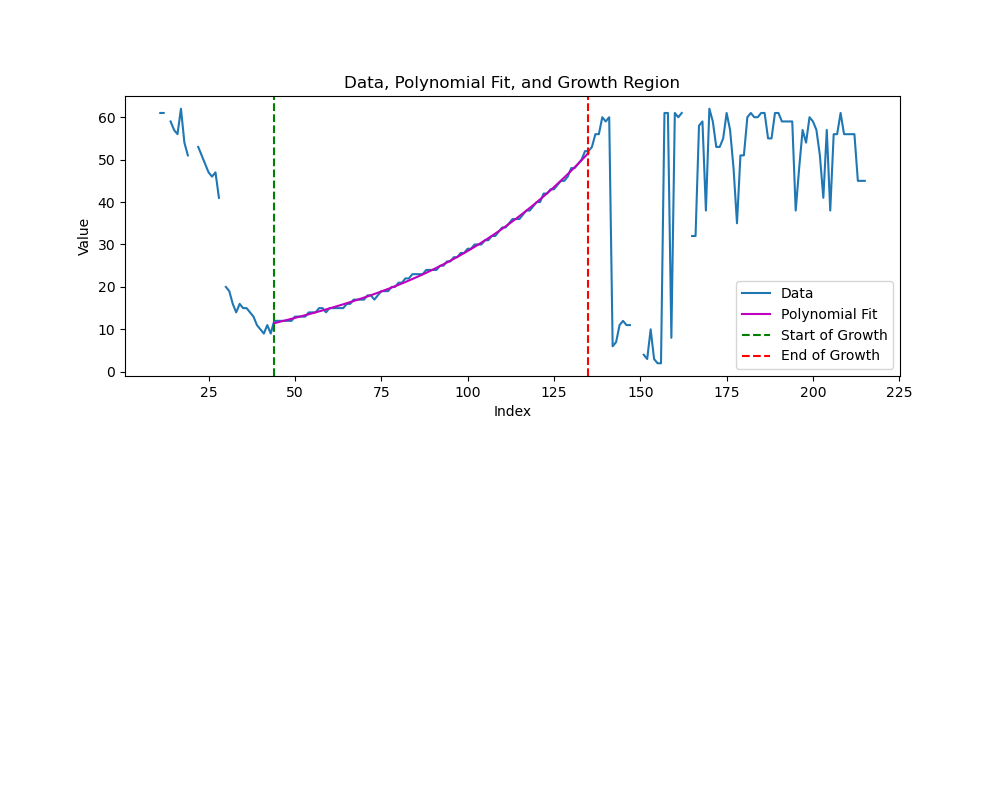 Data, Polynomial Fit, and Growth Region
60
50
40
30
20
10
0
Value
25 50 75 100 125 150 175 200 225
Index
Data
Polynomial Fit
Start of Growth
End of Growth